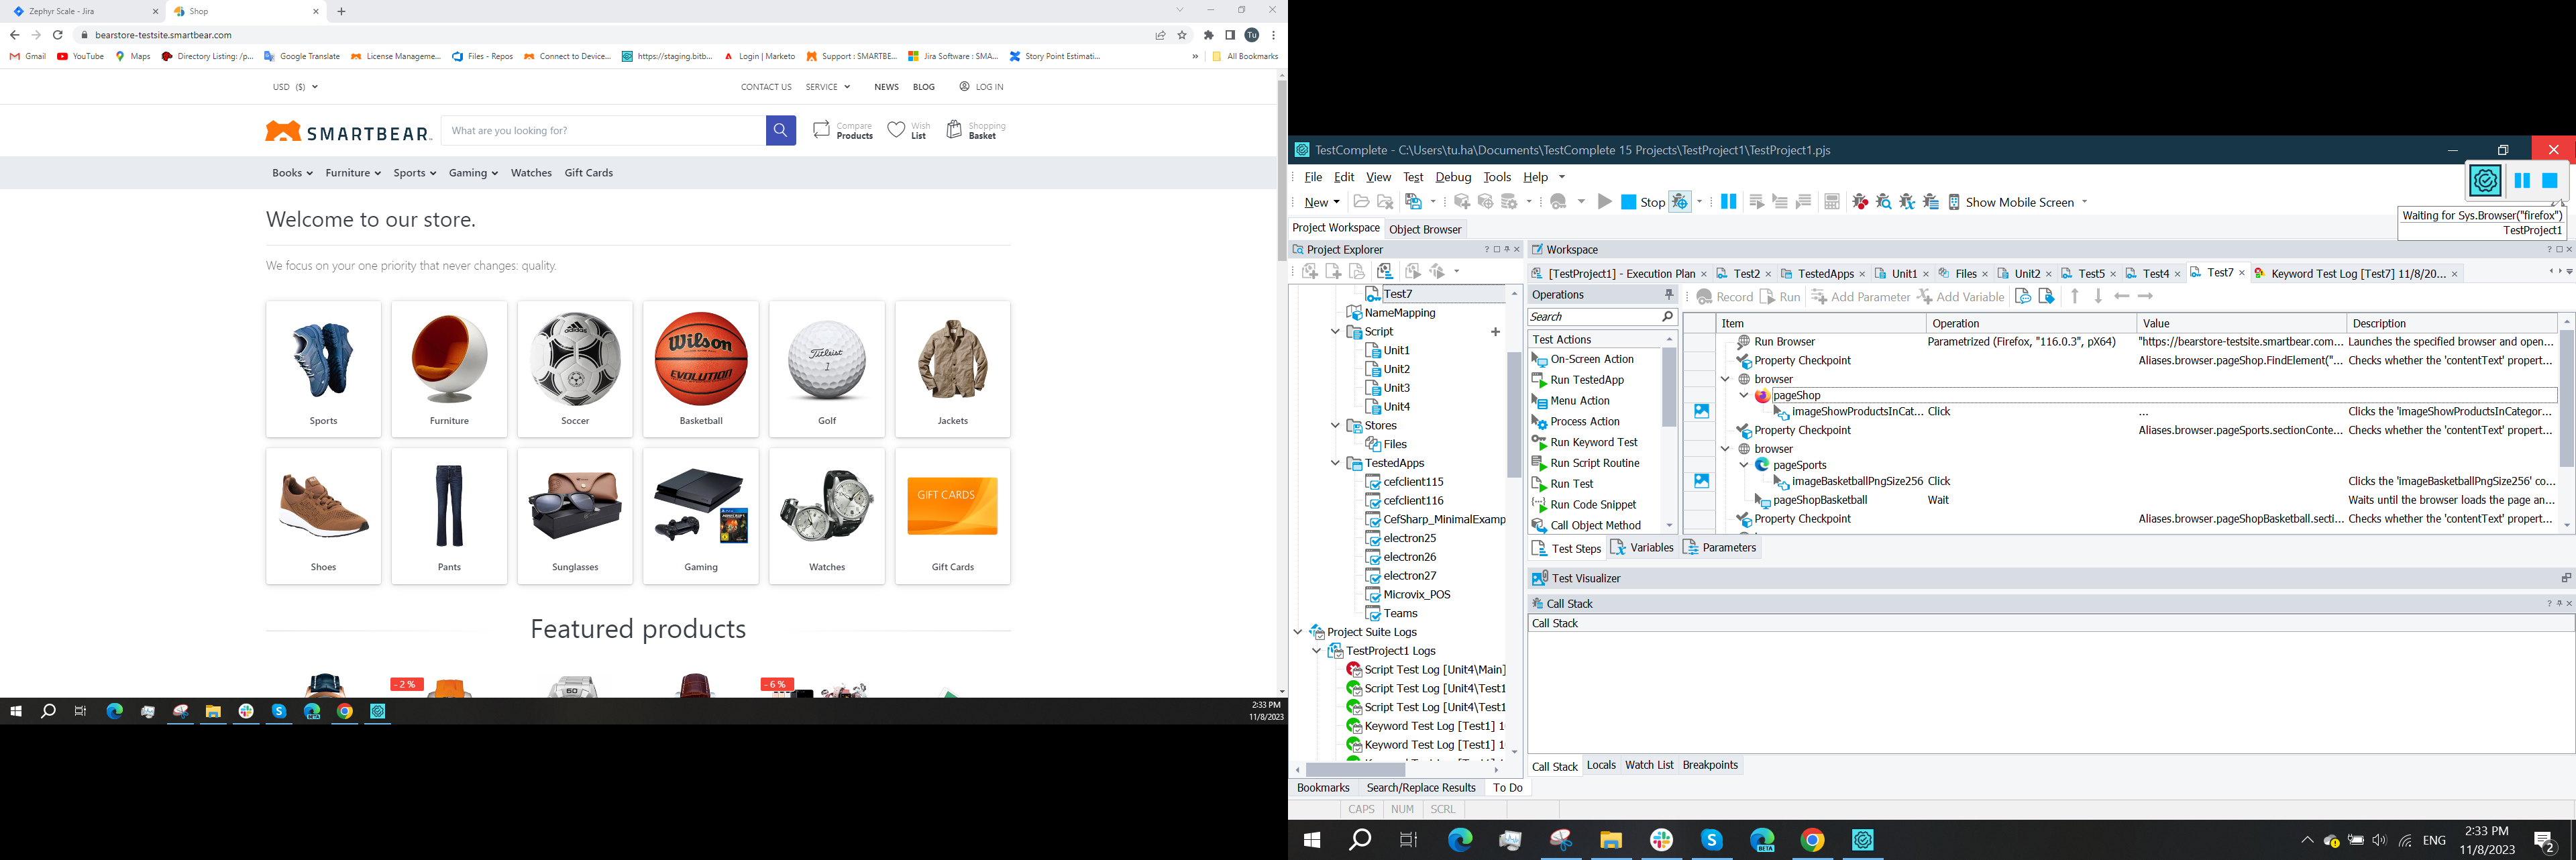 Zephyr Scale - Jira
Shop
bearstore-testsite.smartbear.com
Tu
Gmail
YouTube
Maps
Directory Listing: /p...
Google Translate
License Manageme...
Files - Repos
Connect to Device...
https://staging.bitb...
Login | Marketo
Support : SMARTBE...
Jira Software : SMA...
Story Point Estimati...
»
All Bookmarks
USD ($)
CONTACT US
SERVICE
NEWS
BLOG
LOG IN
SMARTBEAR
What are you looking for?
Compare
Products
Wish
List
Shopping
Basket
Books
Furniture
Sports
Gaming
Watches
Gift Cards
Welcome to our store.
We focus on your one priority that never changes: quality.
adidas
Wilson
EVOLUTION
Titleist
1
Sports
Furniture
Soccer
Basketball
Golf
Jackets
GIFT CARDS
Shoes
Pants
Sunglasses
Gaming
Watches
Gift Cards
Featured products
- 2 %
60
- 6 %
2:33 PM
11/8/2023
TestComplete - C:\Users\tu.ha\Documents\TestComplete 15 Projects\TestProject1\TestProject1.pjs
File Edit View Test Debug Tools Help
New
Stop
Show Mobile Screen
Waiting for Sys.Browser("firefox")
TestProject1
Project Workspace
Object Browser
Project Explorer
Workspace
[TestProject1] - Execution Plan
Test2
TestedApps
Unit1
Files
Unit2
Test5
Test4
Test7
Keyword Test Log [Test7] 11/8/20...
Test7
NameMapping
Script
Unit1
Unit2
Unit3
Unit4
Stores
Files
TestedApps
cefclient115
cefclient116
CefSharp_MinimalExamp
electron25
electron26
electron27
Microvix_POS
Teams
Project Suite Logs
TestProject1 Logs
Script Test Log [Unit4\Main]
Script Test Log [Unit4\Test1
Script Test Log [Unit4\Test1
Keyword Test Log [Test1] 1
Keyword Test Log [Test1] 1
Operations
Search
Test Actions
On-Screen Action
Run TestedApp
Menu Action
Process Action
Run Keyword Test
Run Script Routine
Run Test
Run Code Snippet
Call Object Method
Record
Run
Add Parameter
Add Variable
Item Operation Value Description
Run Browser Parametrized (Firefox, "116.0.3", pX64) "https://bearstore-testsite.smartbear.com... Launches the specified browser and open...
Property Checkpoint Aliases.browser.pageShop.FindElement("... Checks whether the 'contentText' propert...
browser
pageShop
imageShowProductsInCat... Click ... Clicks the 'imageShowProductsInCategor...
Property Checkpoint Aliases.browser.pageSports.sectionConte... Checks whether the 'contentText' propert...
browser
pageSports
imageBasketballPngSize256 Click Clicks the 'imageBasketballPngSize256' co...
pageShopBasketball Wait Waits until the browser loads the page an...
Property Checkpoint Aliases.browser.pageShopBasketball.secti... Checks whether the 'contentText' propert...
Test Steps
Variables
Parameters
Test Visualizer
Call Stack
Call Stack
Call Stack
Locals
Watch List
Breakpoints
Bookmarks
Search/Replace Results
To Do
CAPS
NUM
SCRL
BETA
ENG
2:33 PM
11/8/2023
2